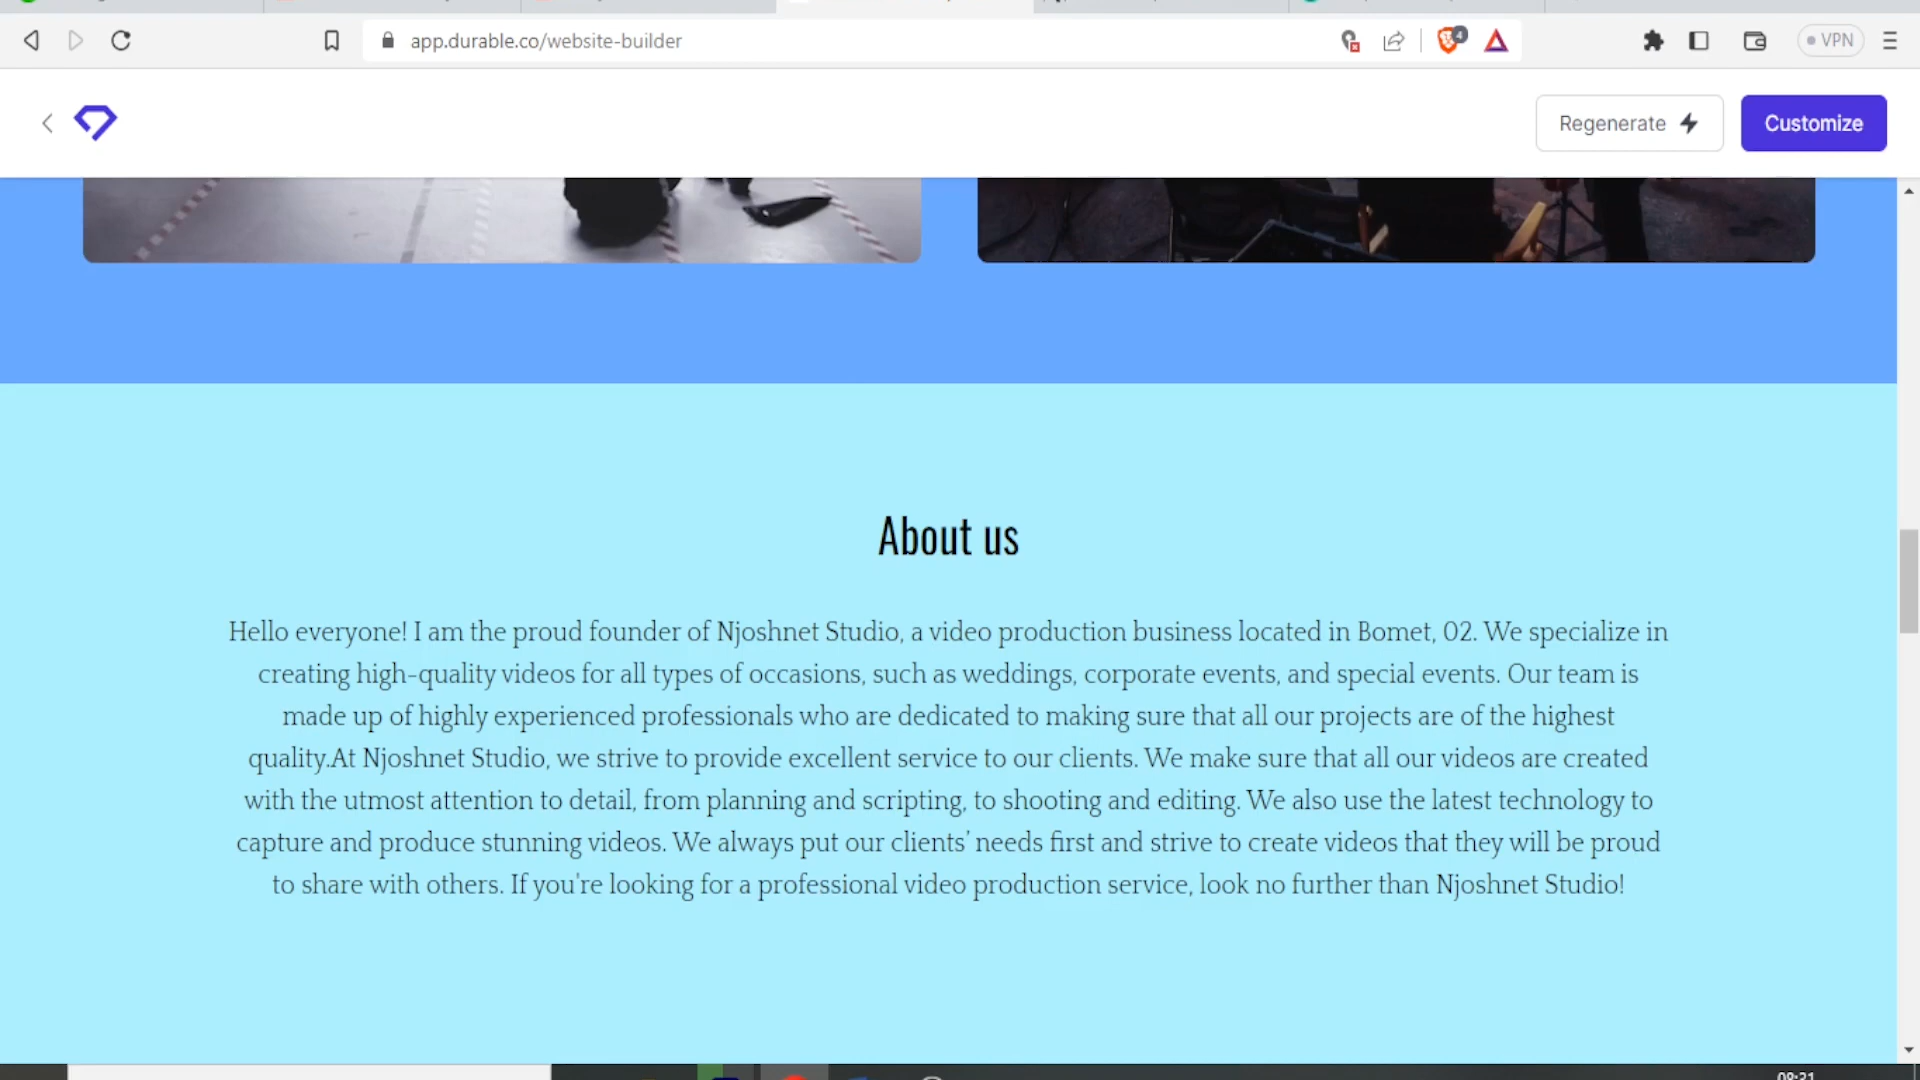 app.durable.co/website-builder
4
VPN
Regenerate
Customize
About us
Hello everyone! I am the proud founder of Njoshnet Studio, a video production business located in Bomet, 02. We specialize in
creating high-quality videos for all types of occasions, such as weddings, corporate events, and special events. Our team is
made up of highly experienced professionals who are dedicated to making sure that all our projects are of the highest
quality.At Njoshnet Studio, we strive to provide excellent service to our clients. We make sure that all our videos are created
with the utmost attention to detail, from planning and scripting, to shooting and editing. We also use the latest technology to
capture and produce stunning videos. We always put our clients’ needs first and strive to create videos that they will be proud
to share with others. If you're looking for a professional video production service, look no further than Njoshnet Studio!